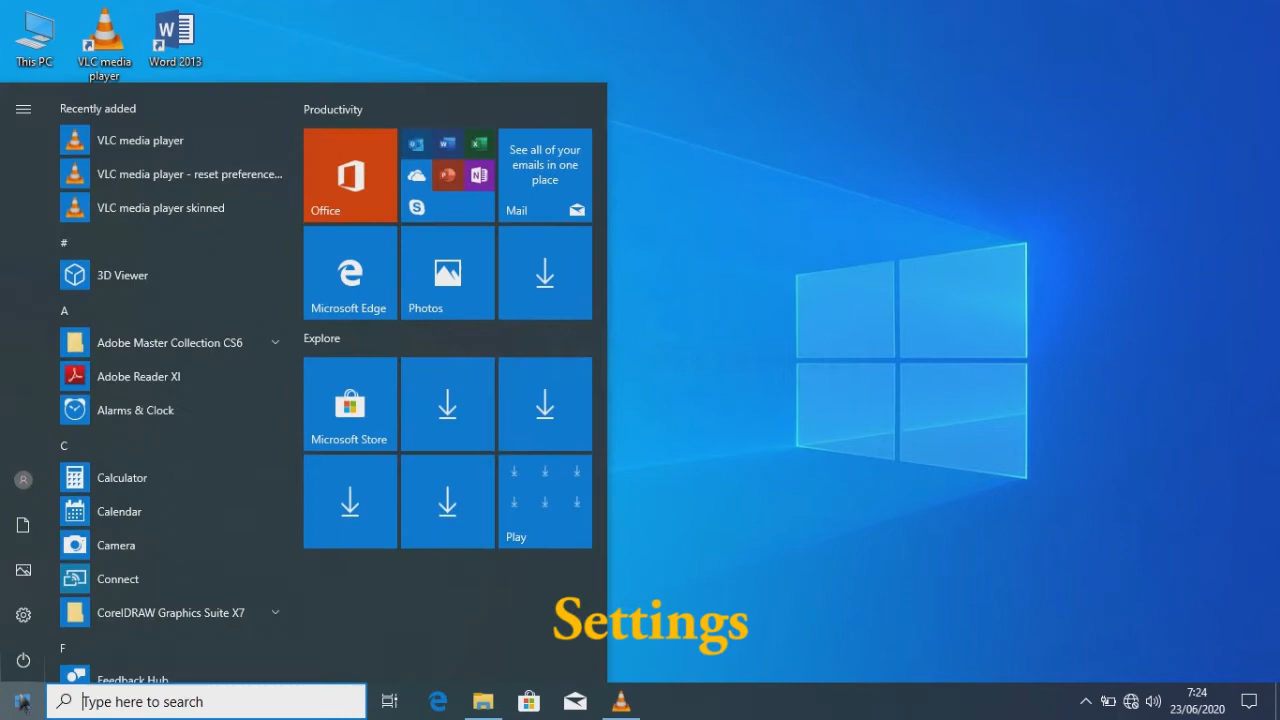 This PC
VLC media
player
Word 2013
Recently added
VLC media player
VLC media player - reset preference...
VLC media player skinned
#
3D Viewer
A
Adobe Master Collection CS6
Adobe Reader XI
Alarms & Clock
C
Calculator
Calendar
Camera
Connect
CorelDRAW Graphics Suite X7
F
Feedback Hub
Productivity
Office
See all of your
emails in one
place
Mail
Microsoft Edge
Photos
Explore
Microsoft Store
Play
Settings
Type here to search
7:24
23/06/2020